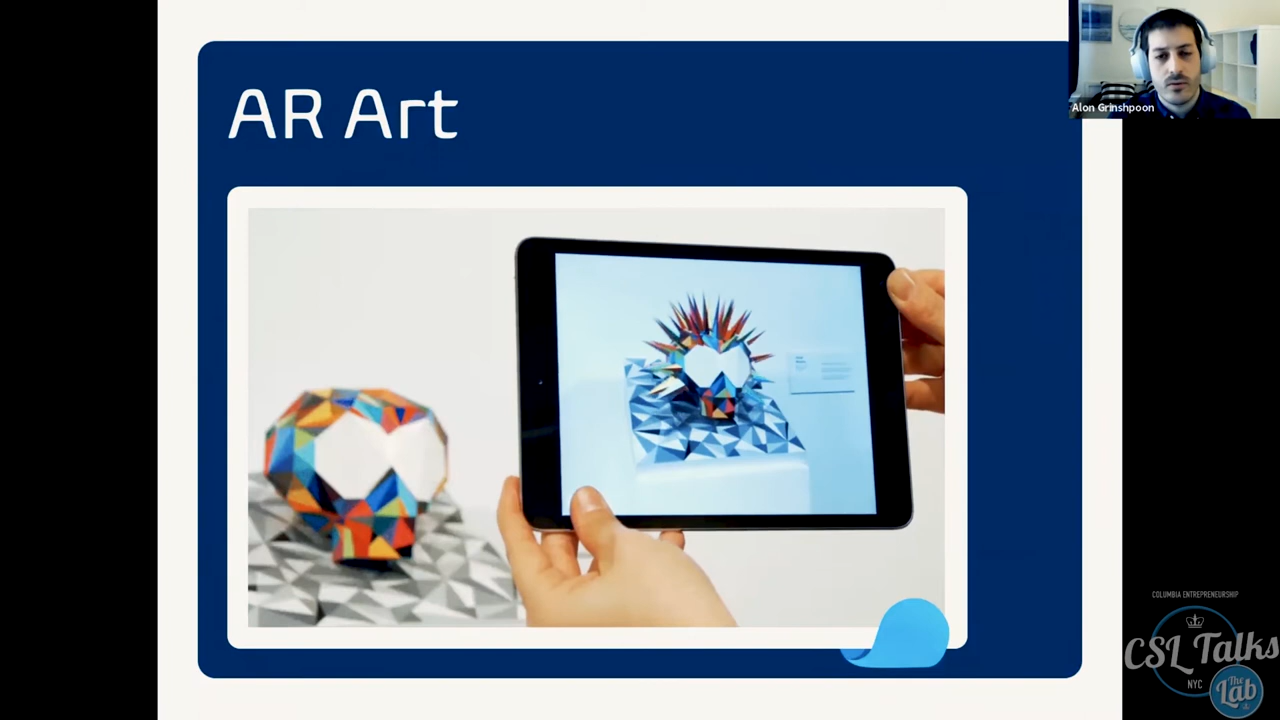 AR Art
Alon Grinshpoon
COLUMBIA ENTREPRENEURSHIP
CSL Talks
NYC
The
Lab